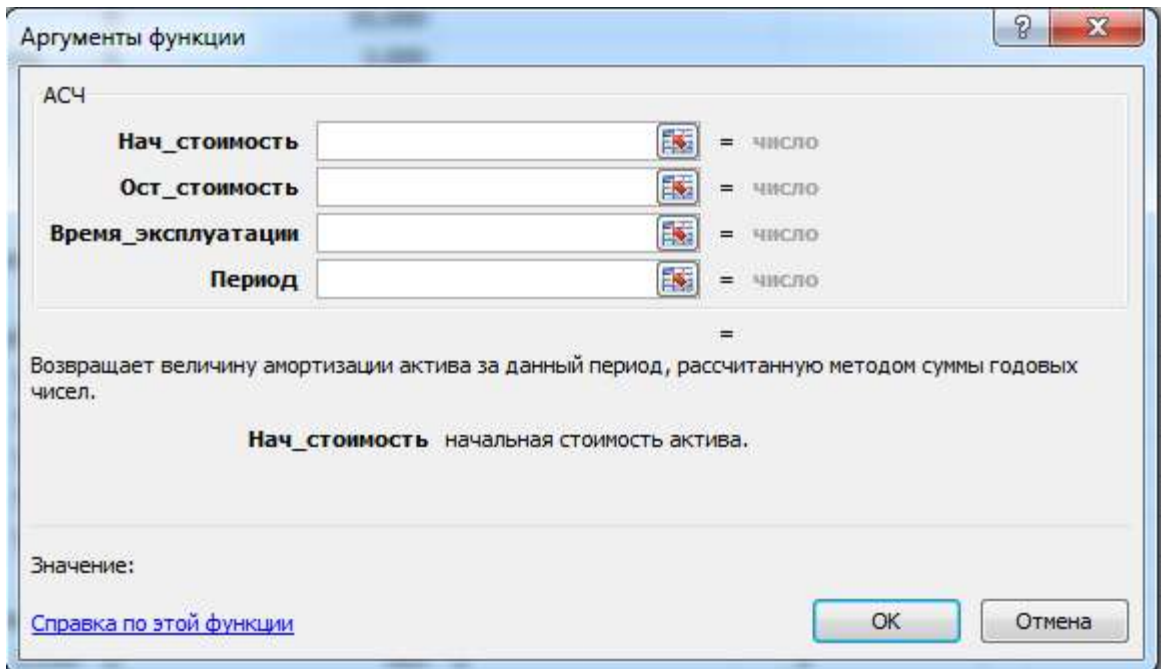 Аргументы функции
АСЧ
Нач_стоимость = число
Ост_стоимость = число
Время_эксплуатации = число
Период = число
=
Возвращает величину амортизации актива за данный период, рассчитанную методом суммы годовых
чисел.
Нач_стоимость начальная стоимость актива.
Значение:
Справка по этой функции
ОК
Отмена